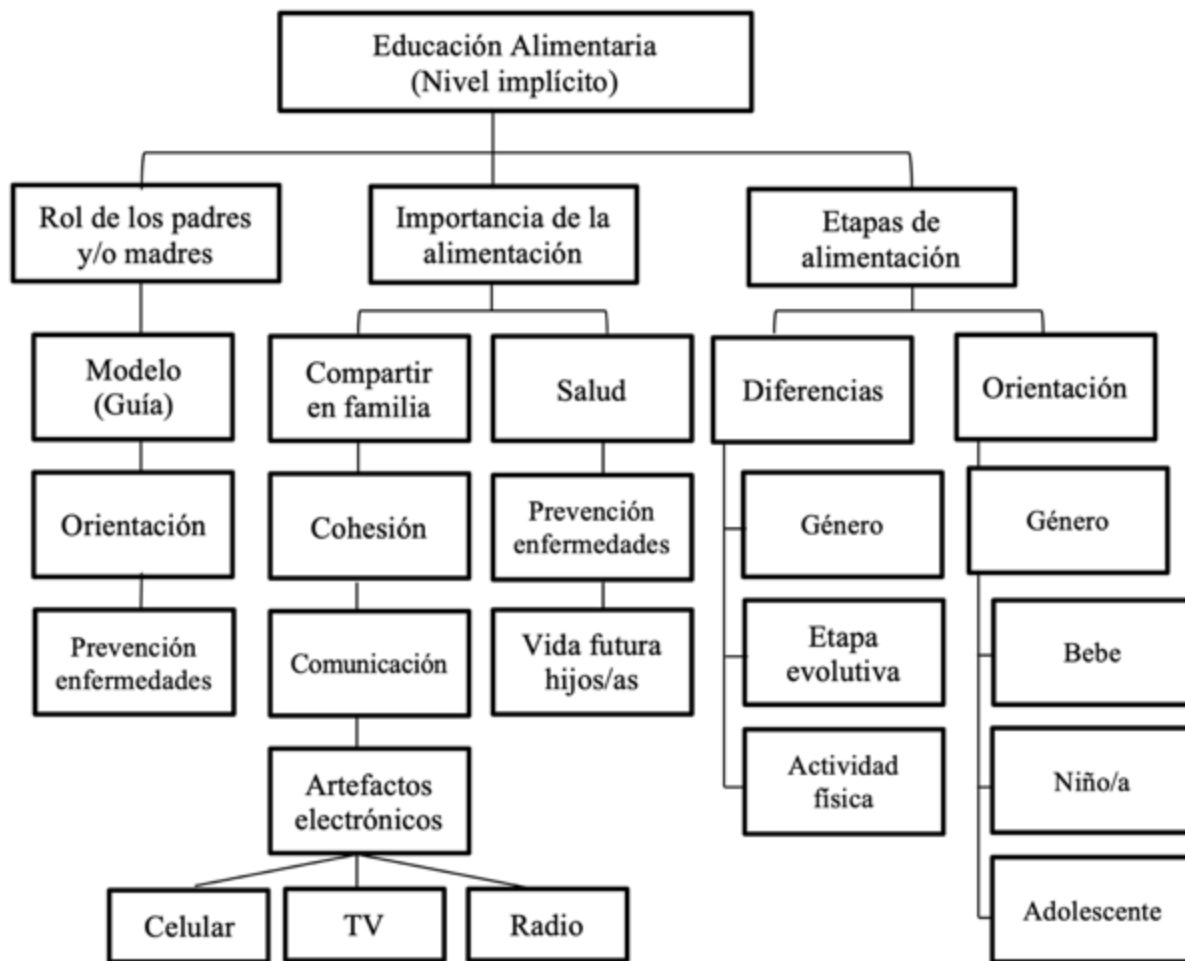 Educación Alimentaria
(Nivel implícito)
Rol de los padres
y/o madres
Importancia de la
alimentación
Etapas de
alimentación
Modelo
(Guía)
Compartir
en familia
Salud
Diferencias
Orientación
Orientación
Cohesión
Prevención
enfermedades
Género
Género
Prevención
enfermedades
Comunicación
Vida futura
hijos/as
Etapa
evolutiva
Bebe
Artefactos
electrónicos
Actividad
física
Niño/a
Celular
TV
Radio
Adolescente